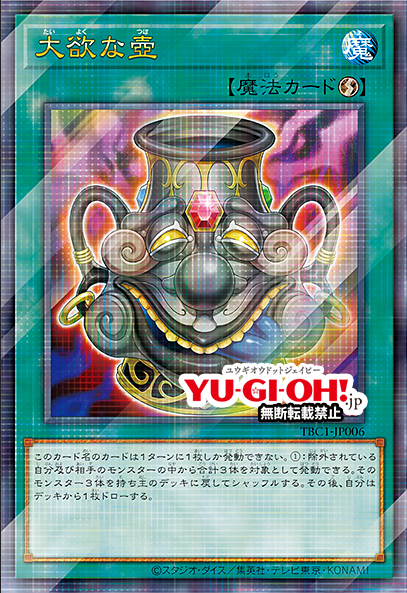 大欲な壺
魔
【魔法カード】
ユウギオウドットジェイピー
YU-GI-OH!.jp
無断転載禁止
TBC1-JP006
このカード名のカードは1ターンに1枚しか発動できない。①:除外されている
自分及び相手のモンスターの中から合計3体を対象として発動できる。その
モンスター3体を持ち主のデッキに戻してシャッフルする。その後、自分は
デッキから1枚ドローする。
©スタジオ・ダイス/集英社・テレビ東京・KONAMI